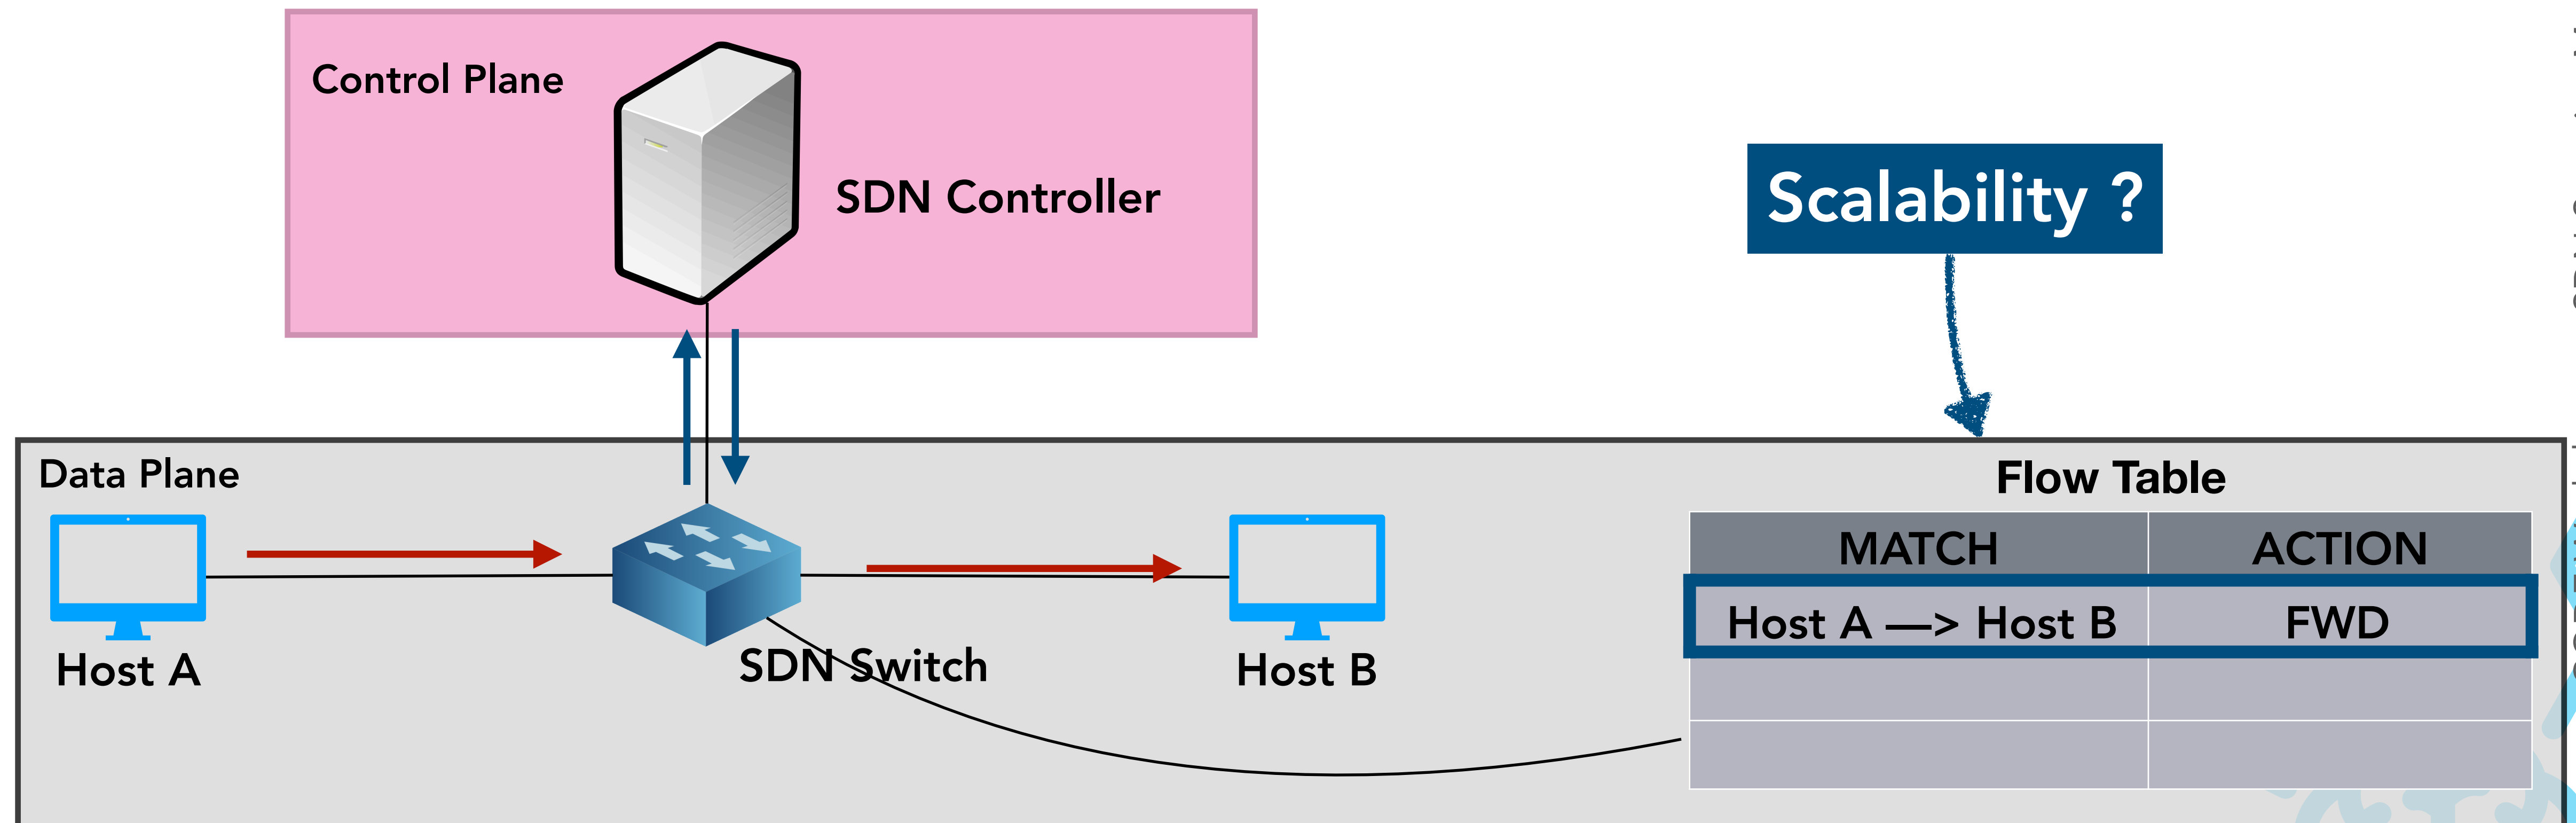 Control Plane
SDN Controller
Scalability ?
Data Plane
Flow Table
MATCH ACTION
Host A —> Host B FWD
Host A
SDN Switch
Host B